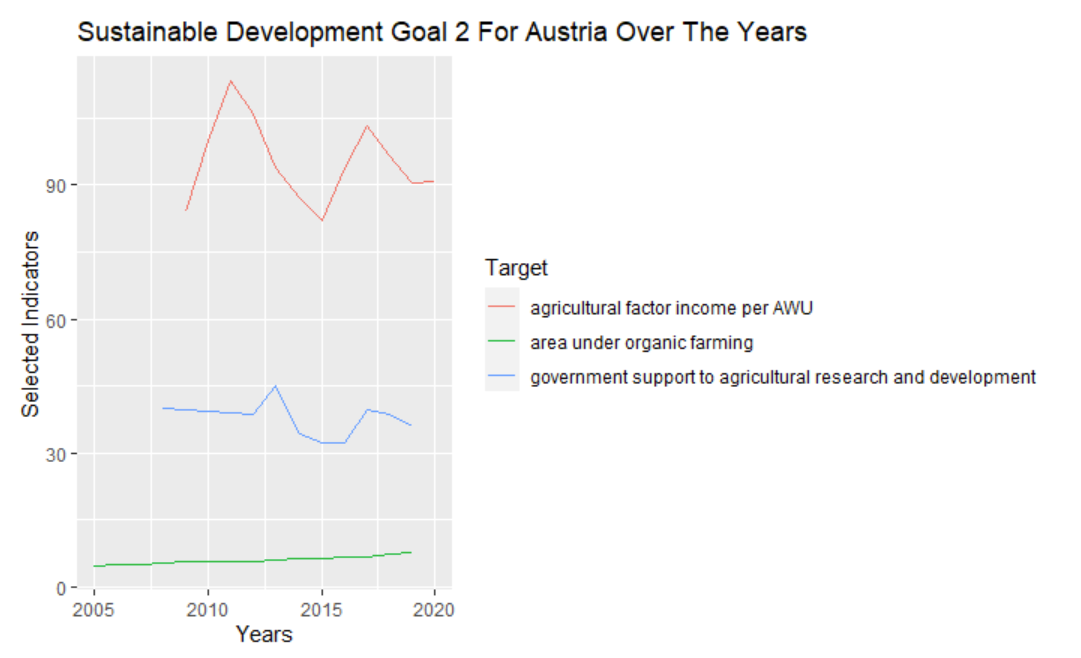 Sustainable Development Goal 2 For Austria Over The Years
Selected Indicators
90
60
30
0
2005 2010 2015 2020
Years
Target
agricultural factor income per AWU
area under organic farming
government support to agricultural research and development